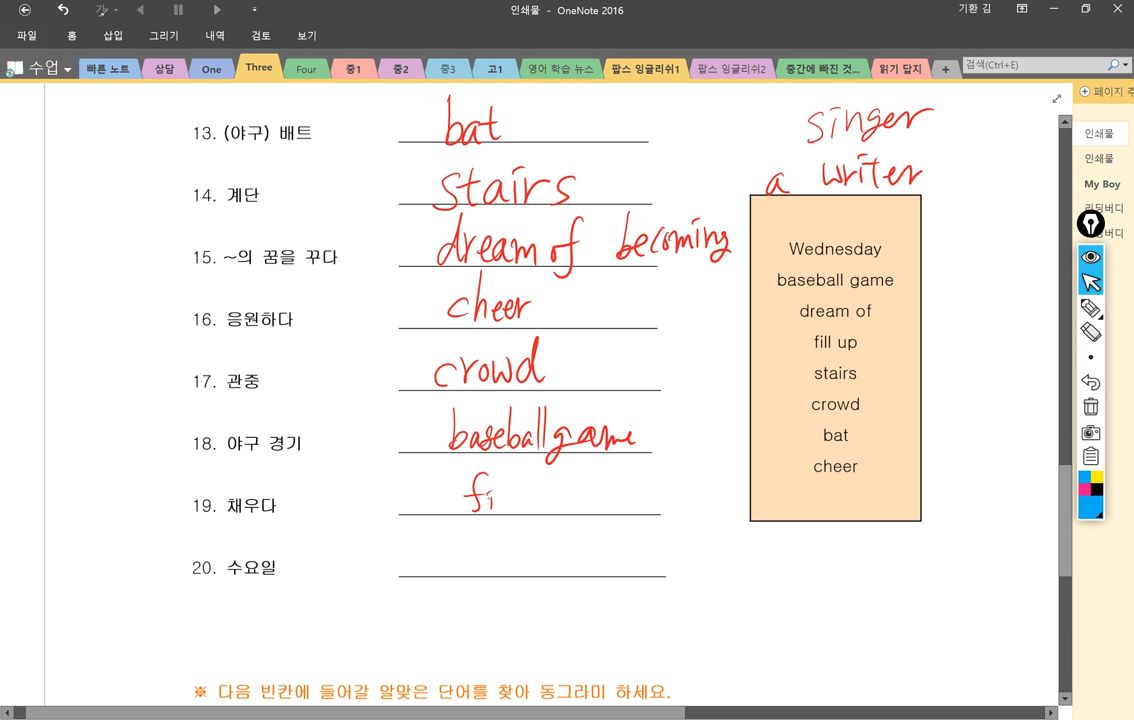 인쇄물 - OneNote 2016
기환 김
파일 홈 삽입 그리기 내역 검토 보기
수업 빠른 노트 상담 One Three Four 중1 중2 중3 고1 영어 학습 뉴스 팝스 잉글리쉬1 팝스 잉글리쉬2 중간에 빠진 것... 읽기 답지 + 검색(Ctrl+E)
페이지 추
인쇄물
인쇄물
My Boy
리딩버디
singer
a writer
13. (야구) 배트 bat
14. 계단 stairs
15. ~의 꿈을 꾸다 dream of becoming
16. 응원하다 cheer
17. 관중 crowd
18. 야구 경기 baseball game
19. 채우다 fi
20. 수요일
Wednesday
baseball game
dream of
fill up
stairs
crowd
bat
cheer
※ 다음 빈칸에 들어갈 알맞은 단어를 찾아 동그라미 하세요.